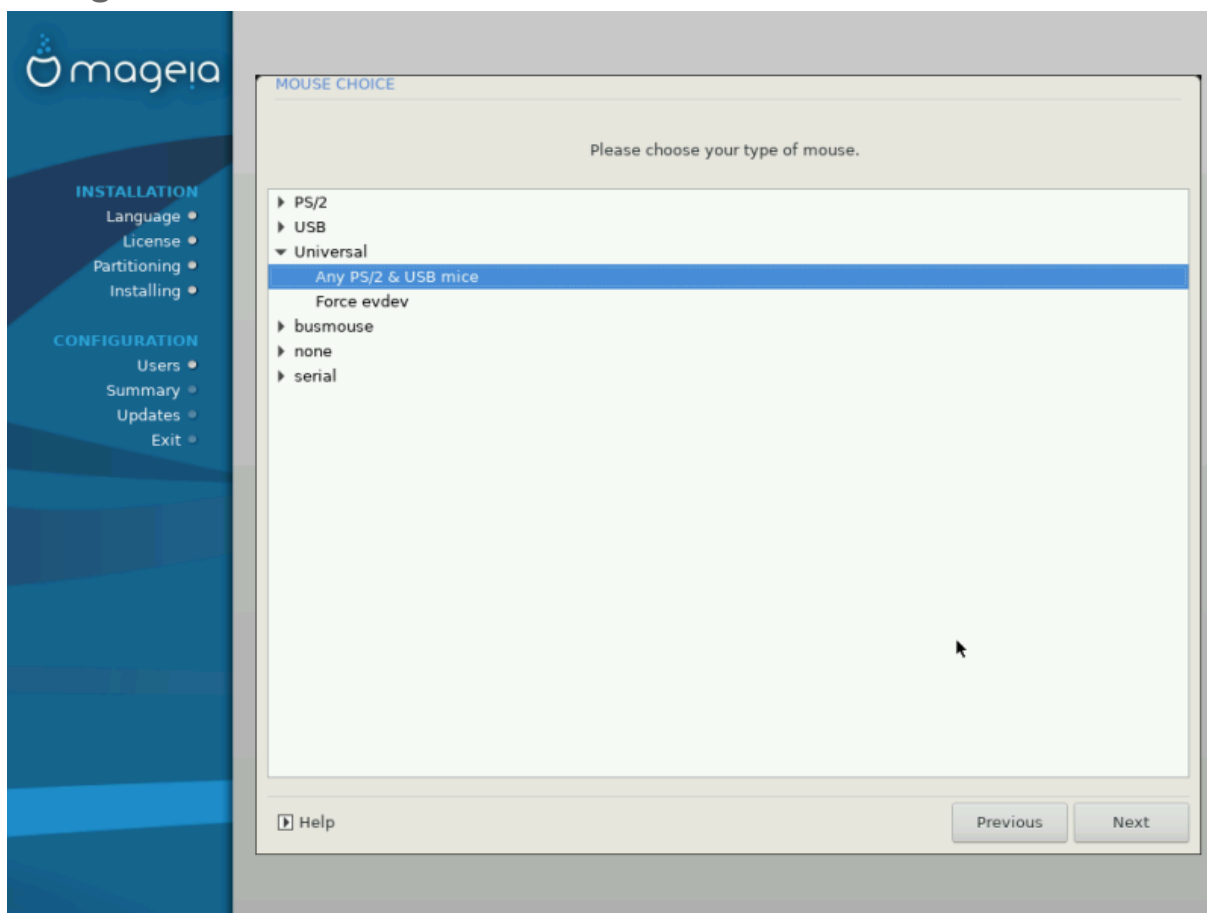 mageia
INSTALLATION
Language
License
Partitioning
Installing
CONFIGURATION
Users
Summary
Updates
Exit
MOUSE CHOICE
Please choose your type of mouse.
PS/2
USB
Universal
Any PS/2 & USB mice
Force evdev
busmouse
none
serial
Help
Previous
Next